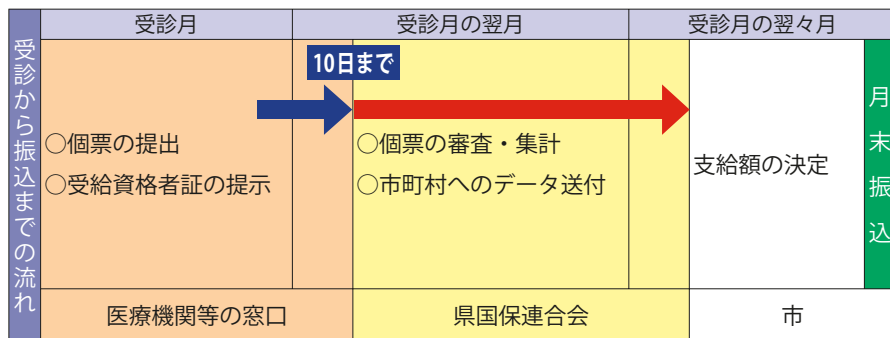 受診から振込までの流れ
受診月
受診月の翌月
受診月の翌々月
10日まで
○個票の提出
○受給資格者証の提示
○個票の審査・集計
○市町村へのデータ送付
支給額の決定
月末振込
医療機関等の窓口
県国保連合会
市